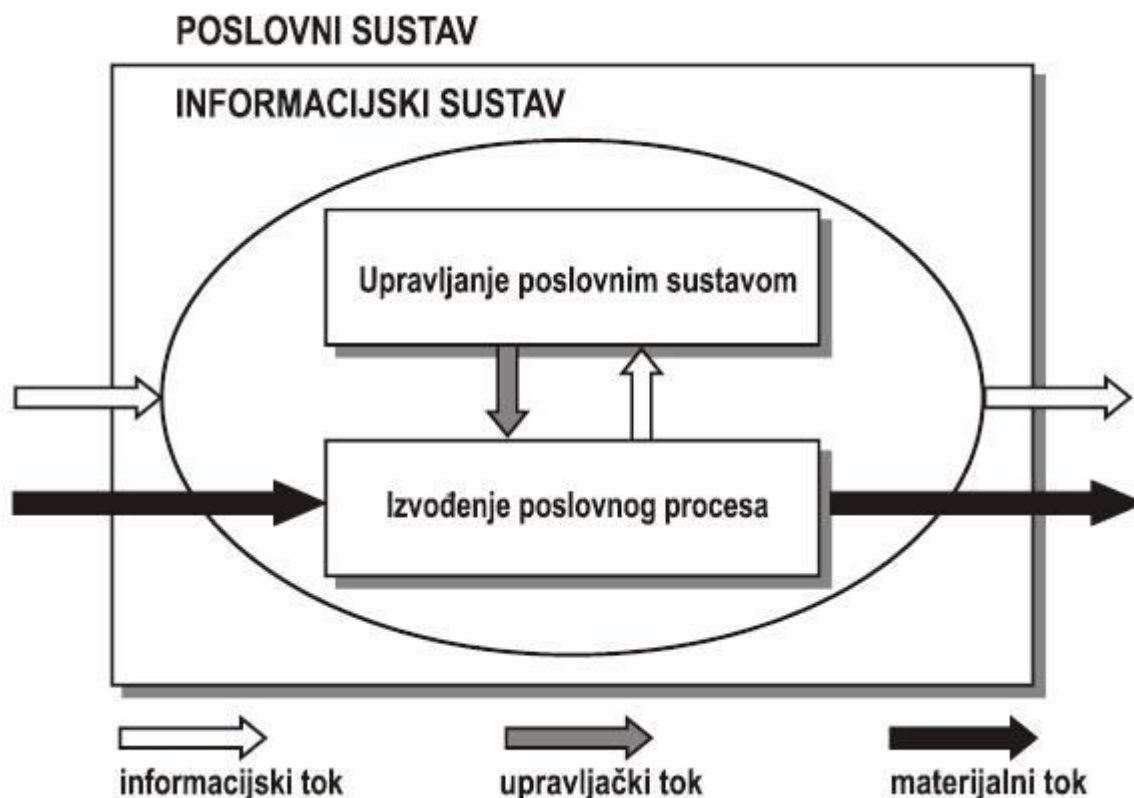 POSLOVNI SUSTAV
INFORMACIJSKI SUSTAV
Upravljanje poslovnim sustavom
Izvođenje poslovnog procesa
informacijski tok
upravljački tok
materijalni tok